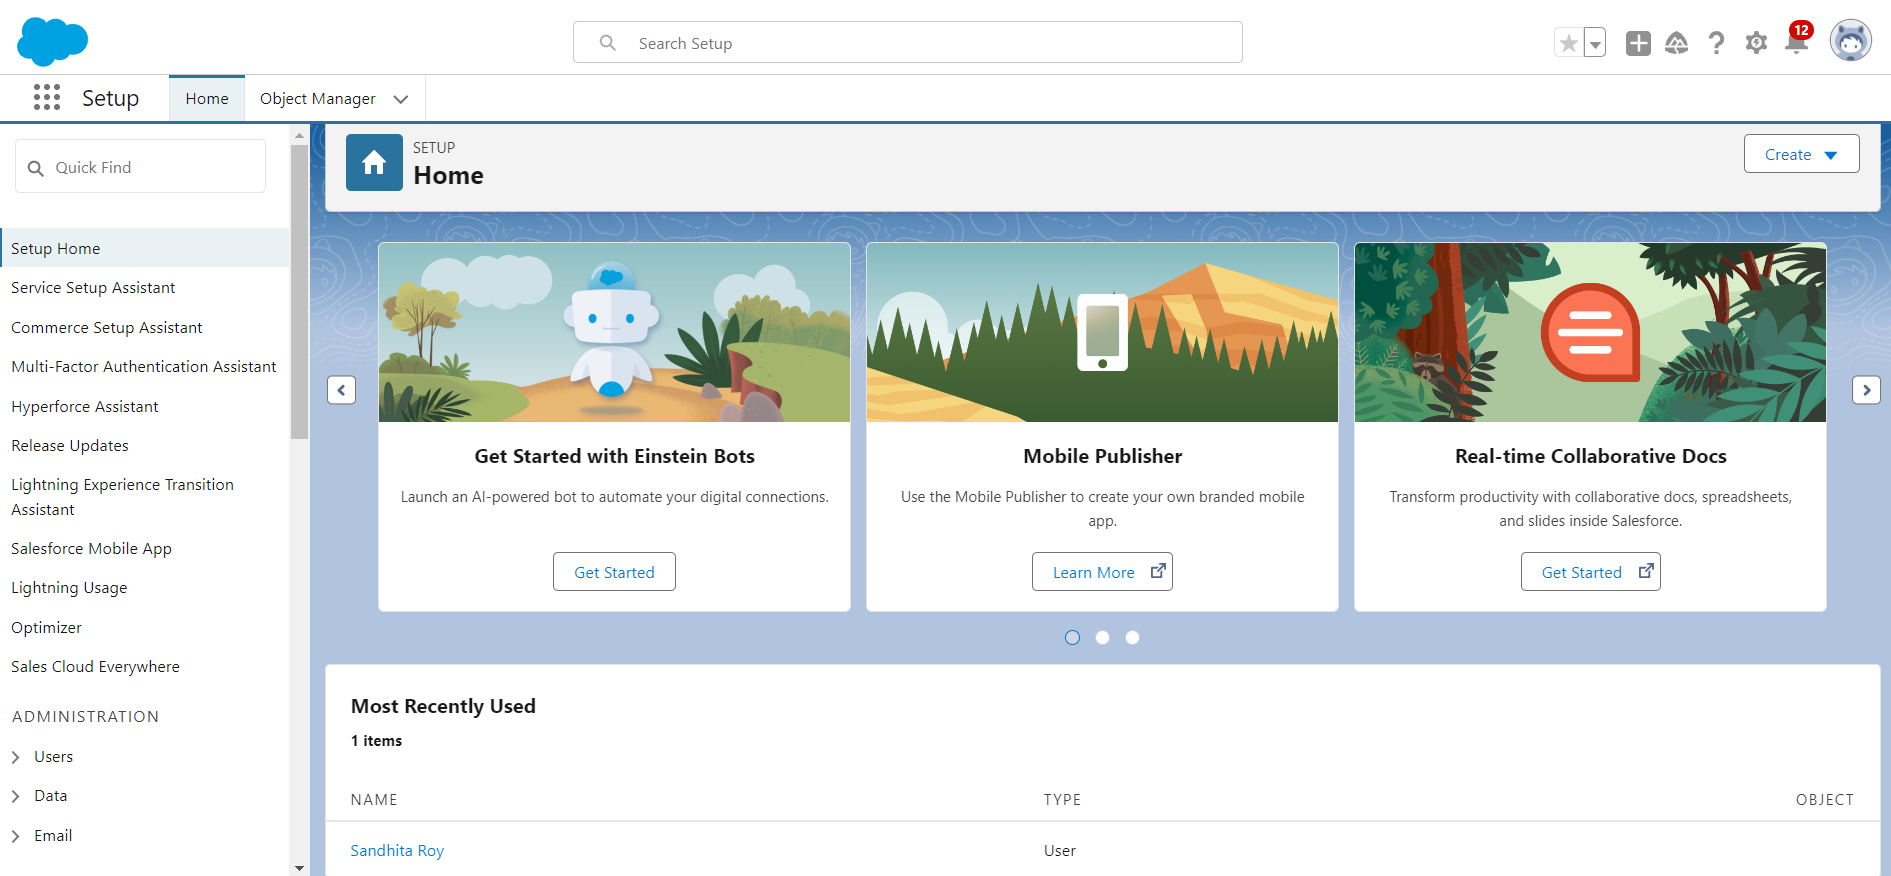 Search Setup
12
Setup
Home
Object Manager
Quick Find
Setup Home
Service Setup Assistant
Commerce Setup Assistant
Multi-Factor Authentication Assistant
Hyperforce Assistant
Release Updates
Lightning Experience Transition
Assistant
Salesforce Mobile App
Lightning Usage
Optimizer
Sales Cloud Everywhere
ADMINISTRATION
Users
Data
Email
SETUP
Home
Create
Get Started with Einstein Bots
Launch an AI-powered bot to automate your digital connections.
Get Started
Mobile Publisher
Use the Mobile Publisher to create your own branded mobile
app.
Learn More
Real-time Collaborative Docs
Transform productivity with collaborative docs, spreadsheets,
and slides inside Salesforce.
Get Started
Most Recently Used
1 items
NAME TYPE OBJECT
Sandhita Roy User